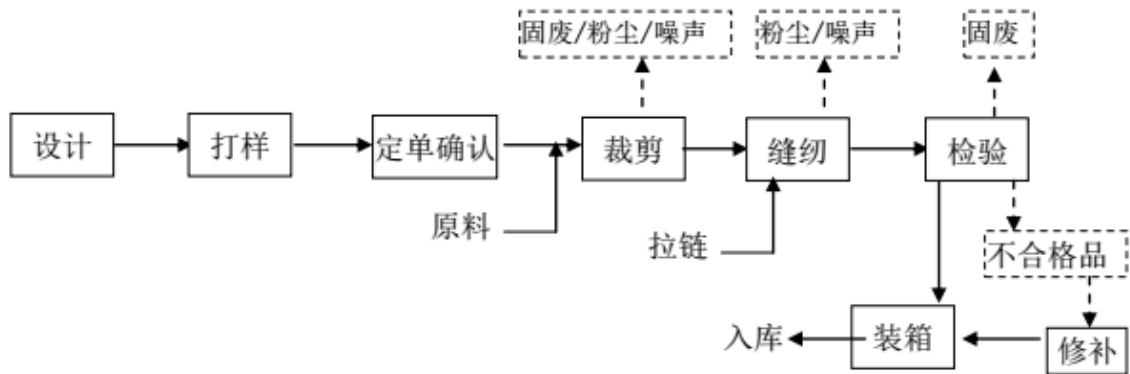 固废/粉尘/噪声
粉尘/噪声
固废
设计
打样
定单确认
裁剪
缝纫
检验
原料
拉链
不合格品
入库
装箱
修补